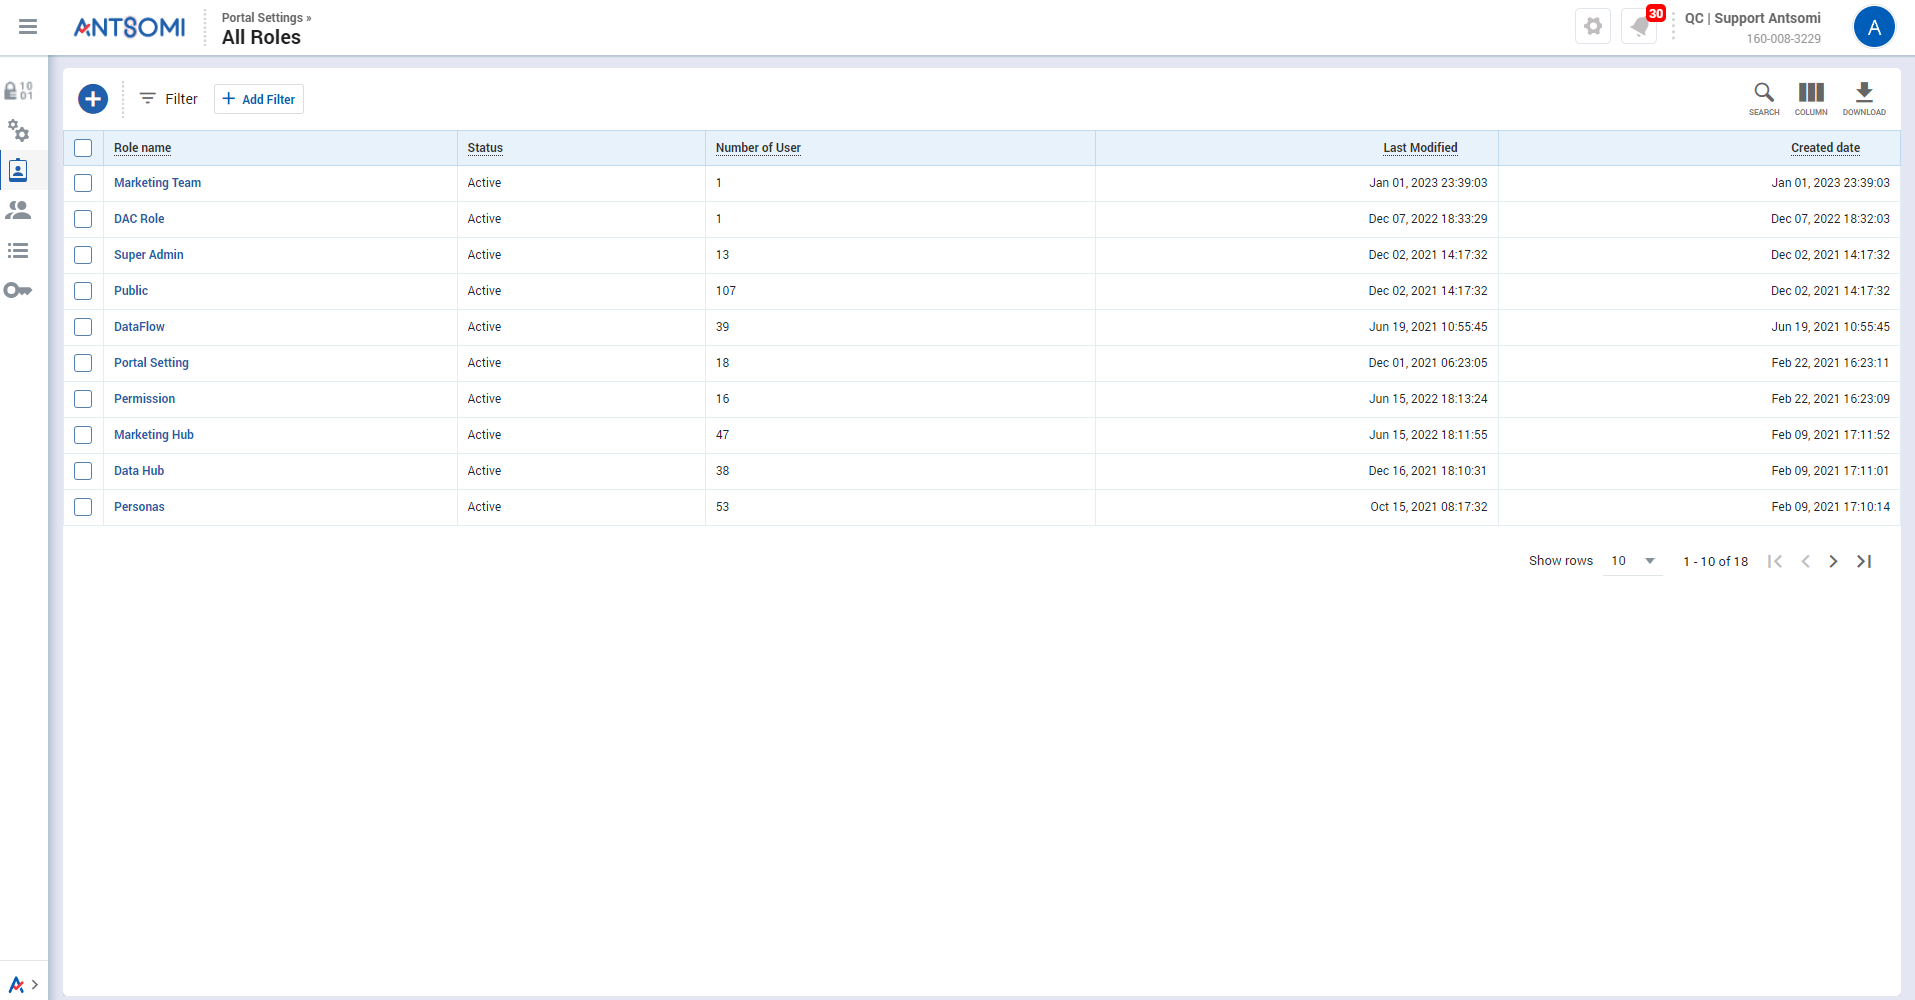 ANTSOMI
Portal Settings »
All Roles
30
QC | Support Antsomi
160-008-3229
A
10
01
Filter
Add Filter
SEARCH
COLUMN
DOWNLOAD
Role name Status Number of User Last Modified Created date
Marketing Team Active 1 Jan 01, 2023 23:39:03 Jan 01, 2023 23:39:03
DAC Role Active 1 Dec 07, 2022 18:33:29 Dec 07, 2022 18:32:03
Super Admin Active 13 Dec 02, 2021 14:17:32 Dec 02, 2021 14:17:32
Public Active 107 Dec 02, 2021 14:17:32 Dec 02, 2021 14:17:32
DataFlow Active 39 Jun 19, 2021 10:55:45 Jun 19, 2021 10:55:45
Portal Setting Active 18 Dec 01, 2021 06:23:05 Feb 22, 2021 16:23:11
Permission Active 16 Jun 15, 2022 18:13:24 Feb 22, 2021 16:23:09
Marketing Hub Active 47 Jun 15, 2022 18:11:55 Feb 09, 2021 17:11:52
Data Hub Active 38 Dec 16, 2021 18:10:31 Feb 09, 2021 17:11:01
Personas Active 53 Oct 15, 2021 08:17:32 Feb 09, 2021 17:10:14
Show rows 10 1 - 10 of 18